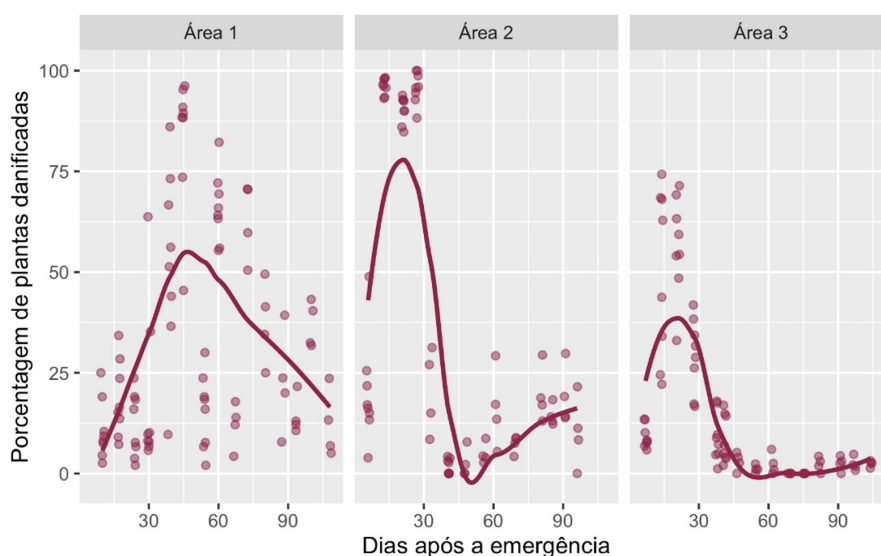 Área 1 Área 2 Área 3
Porcentagem de plantas danificadas
100
75
50
25
0
30 60 90 30 60 90 30 60 90
Dias após a emergência